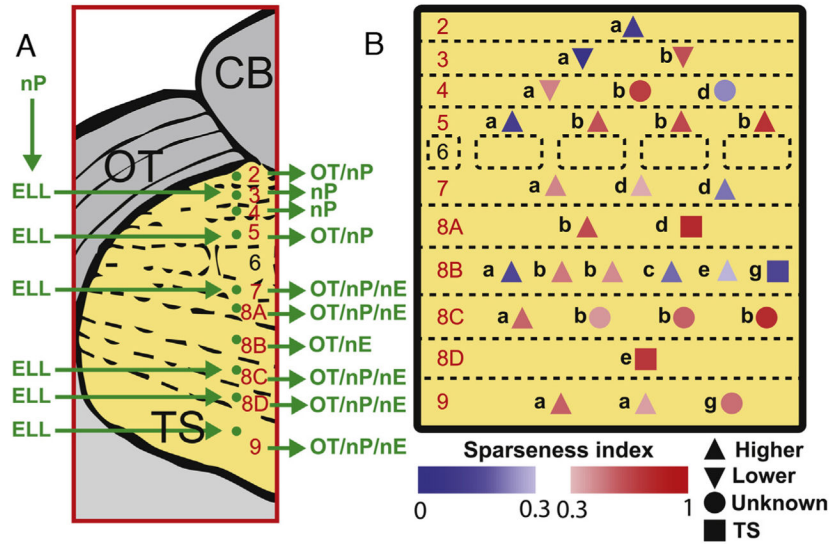 A
nP
CB
OT
ELL
ELL
ELL
ELL
ELL
ELL
2
3
4
5
6
7
8A
8B
8C
8D
9
TS
OT/nP
nP
nP
OT/nP
OT/nP/nE
OT/nP/nE
OT/nE
OT/nP/nE
OT/nP/nE
OT/nP/nE
B
2 a
3 a b
4 a b d
5 a b b b
6
7 a d d
8A b d
8B a b b c e g
8C a b b b
8D e
9 a a g
Sparseness index
0 0.3 0.3 1
Higher
Lower
Unknown
TS